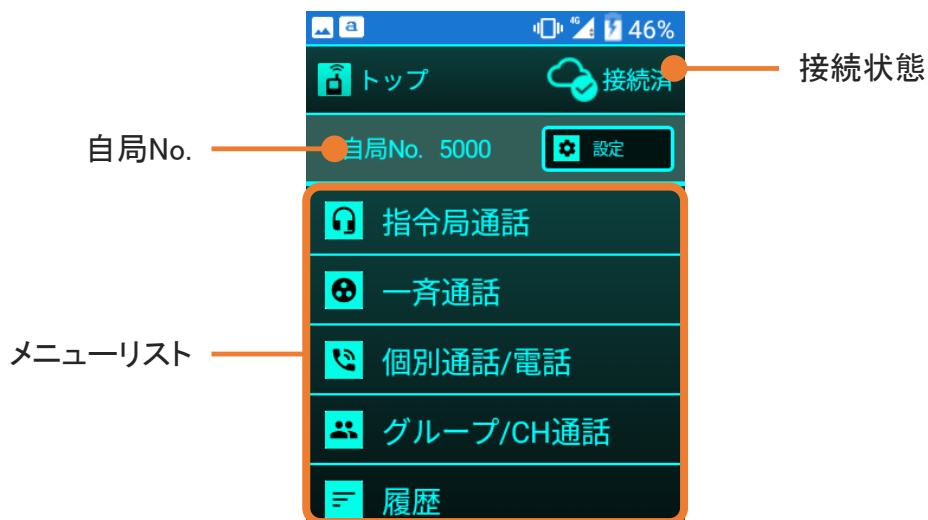 a 4G 46%
トップ 接続済
接続状態
自局No.
自局No. 5000 設定
指令局通話
一斉通話
メニューリスト
個別通話/電話
グループ/CH通話
履歴